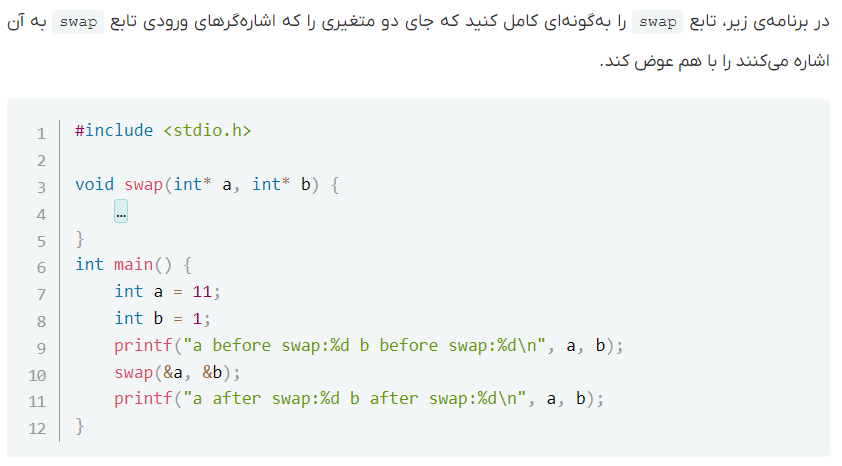 در برنامه‌ی زیر، تابع swap را به‌گونه‌ای کامل کنید که جای دو متغیری را که اشاره‌گرهای ورودی تابع swap به آن
اشاره می‌کنند را با هم عوض کند.
1 #include <stdio.h>
2
3 void swap(int* a, int* b) {
4     …
5 }
6 int main() {
7     int a = 11;
8     int b = 1;
9     printf("a before swap:%d b before swap:%d\n", a, b);
10     swap(&a, &b);
11     printf("a after swap:%d b after swap:%d\n", a, b);
12 }